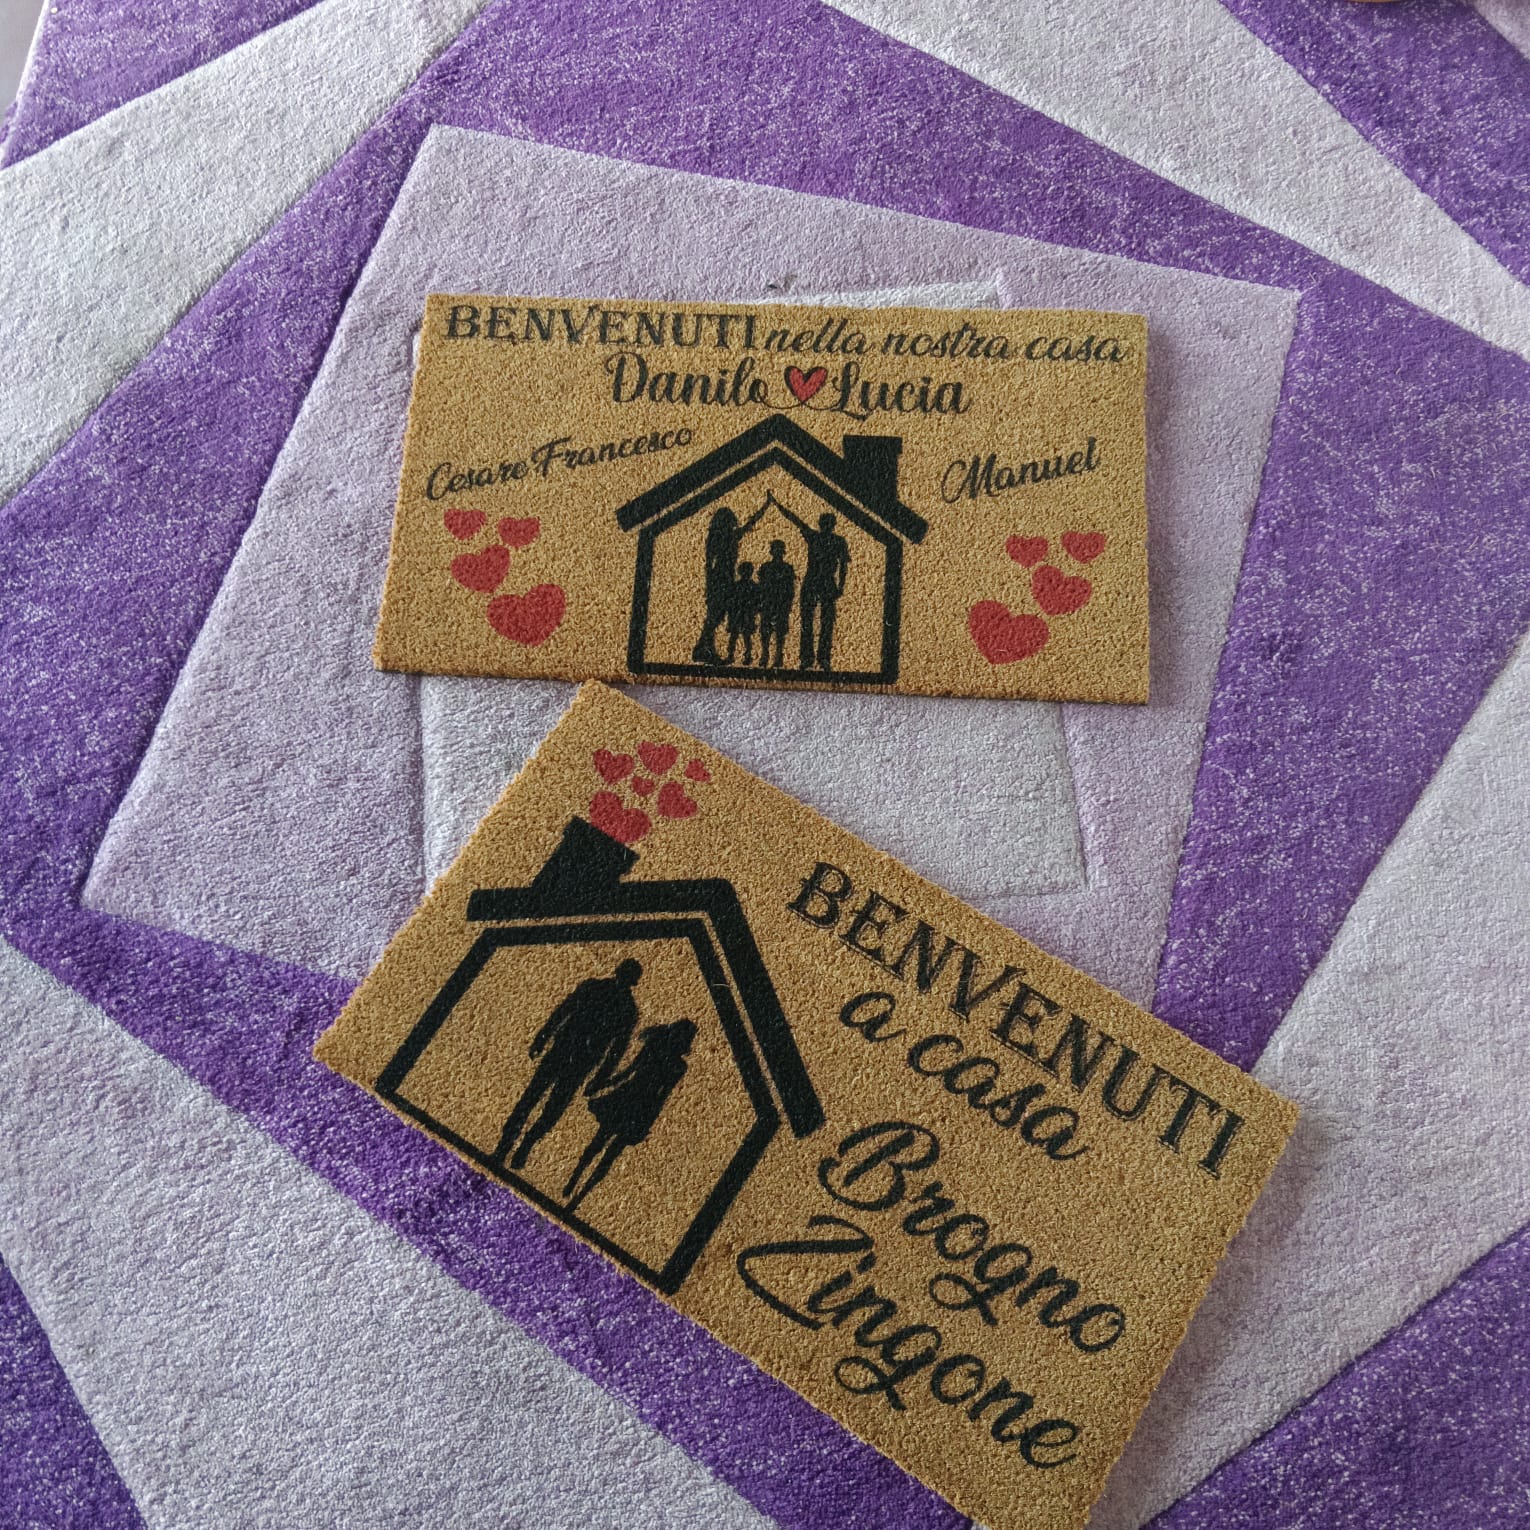 BENVENUTI nella nostra casa
Danilo Lucia
Cesare Francesco
Manuel
BENVENUTI
a casa
Brogno
Zingone